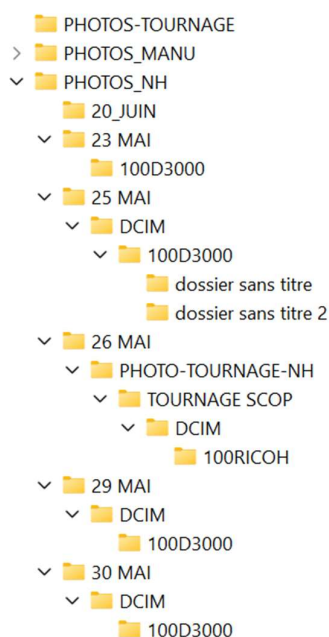 PHOTOS-TOURNAGE
PHOTOS_MANU
PHOTOS_NH
20_JUIN
23 MAI
100D3000
25 MAI
DCIM
100D3000
dossier sans titre
dossier sans titre 2
26 MAI
PHOTO-TOURNAGE-NH
TOURNAGE SCOP
DCIM
100RICOH
29 MAI
DCIM
100D3000
30 MAI
DCIM
100D3000